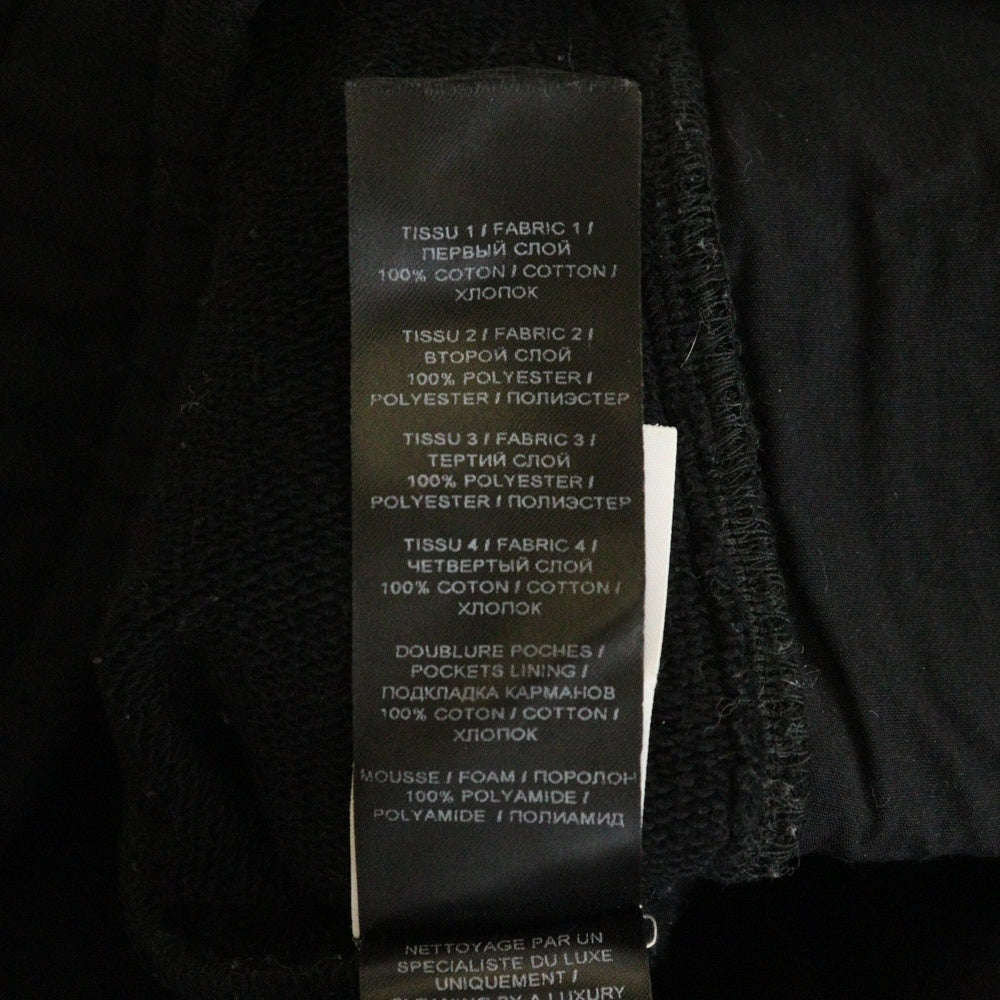 TISSU 1 / FABRIC 1 /
ПЕРВЫЙ СЛОЙ
100% COTON / COTTON /
ХЛОПОК
TISSU 2 / FABRIC 2 /
ВТОРОЙ СЛОЙ
100% POLYESTER /
POLYESTER / ПОЛИЭСТЕР
TISSU 3 / FABRIC 3 /
ТЕРТИЙ СЛОЙ
100% POLYESTER /
POLYESTER / ПОЛИЭСТЕР
TISSU 4 / FABRIC 4 /
ЧЕТВЕРТЫЙ СЛОЙ
100% COTON / COTTON /
ХЛОПОК
DOUBLURE POCHES /
POCKETS LINING /
ПОДКЛАДКА КАРМАНОВ
100% COTON / COTTON /
ХЛОПОК
MOUSSE / FOAM / ПОРОЛОН
100% POLYAMIDE /
POLYAMIDE / ПОЛИАМИД
NETTOYAGE PAR UN
SPECIALISTE DU LUXE
UNIQUEMENT /
CLEANING BY A LUXURY